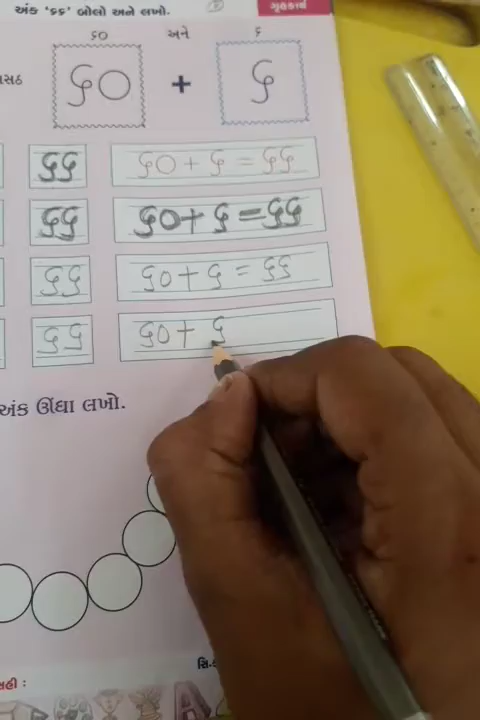 અંક '૬૬' બોલો અને લખો.
ગૃહકાર્ય
૬૦ અને ૬
૬૦ + ૬
૬૬ ૬૦ + ૬ = ૬૬
૬૬ ૬૦ + ૬ = ૬૬
૬૬ ૬૦ + ૬ = ૬૬
૬૬ ૬૦ + ૬
અંક ઊંધા લખો.